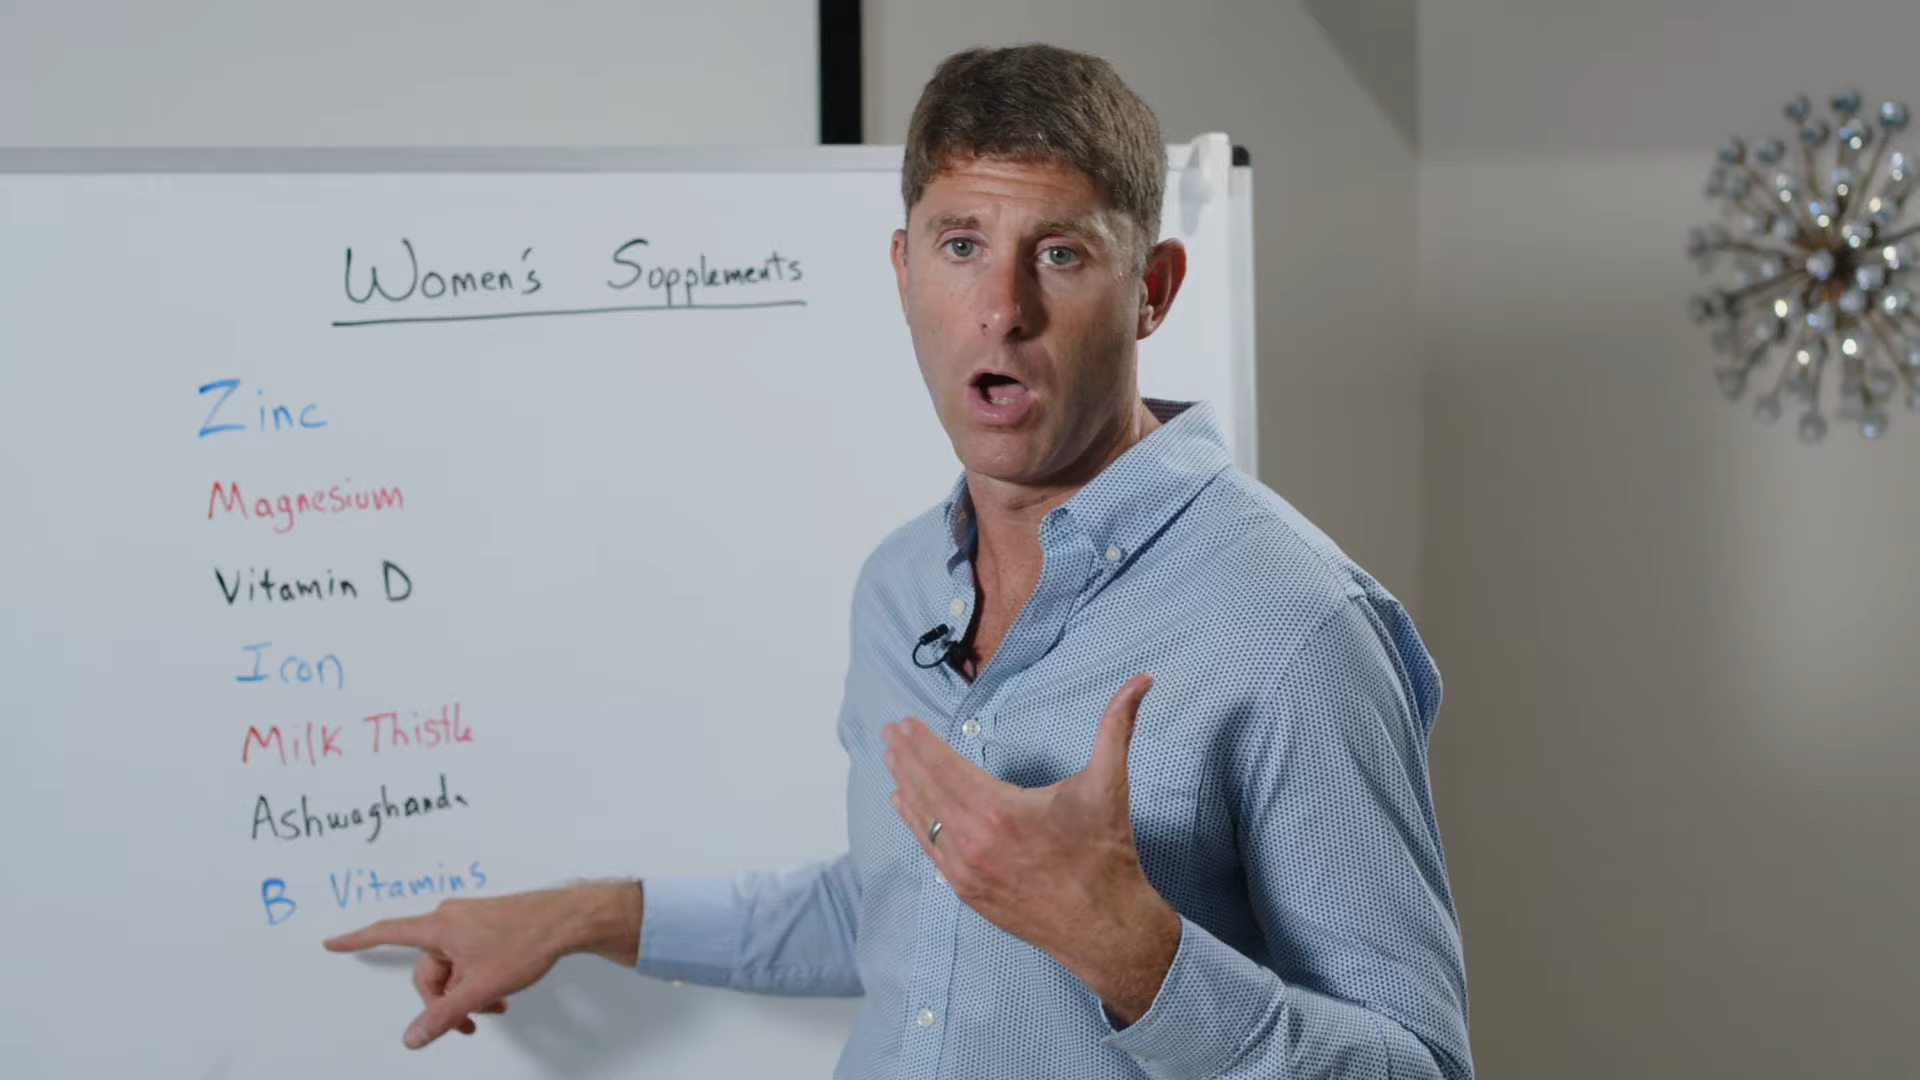 Women's Supplements
Zinc
Magnesium
Vitamin D
Iron
Milk Thistle
Ashwaghanda
B Vitamins